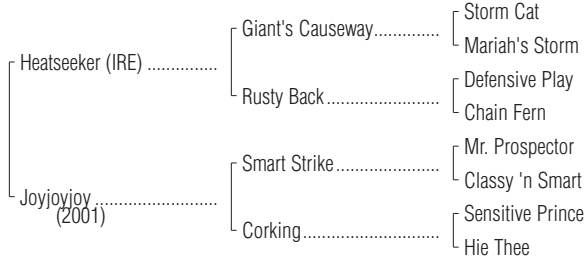 Storm Cat
Giant's Causeway..............
Mariah's Storm
Heatseeker (IRE) ...............
Defensive Play
Rusty Back........................
Chain Fern
Mr. Prospector
Smart Strike......................
Classy 'n Smart
Joyjoyjoy..........................
(2001)
Sensitive Prince
Corking.............................
Hie Thee